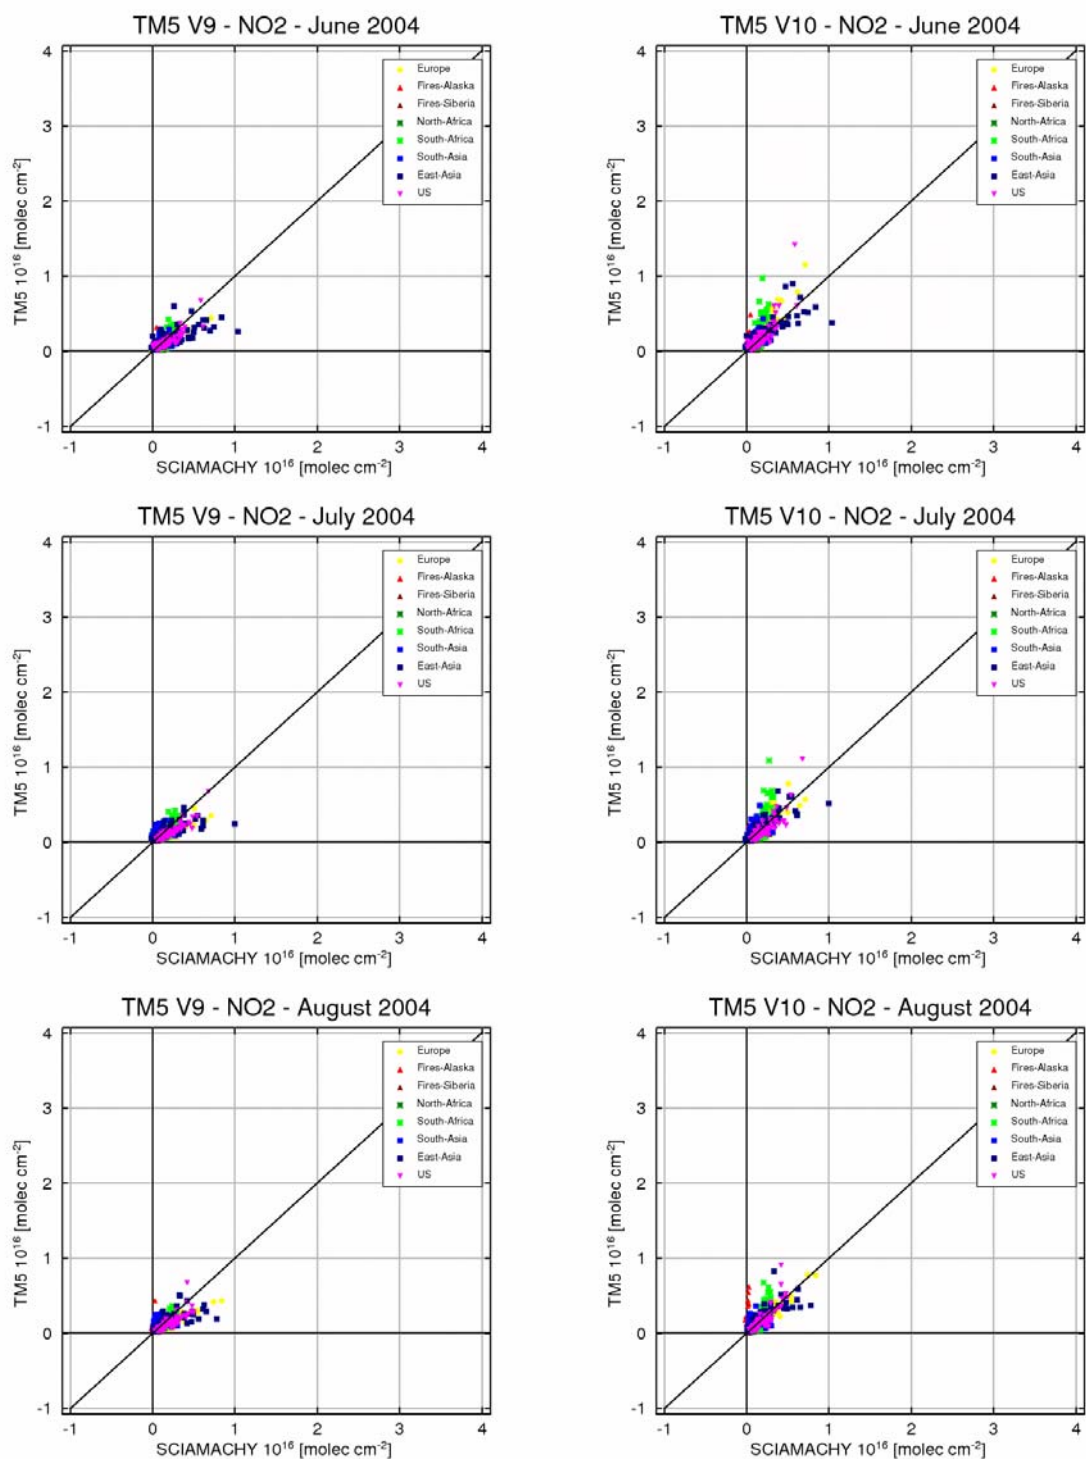 TM5 V9 - NO2 - June 2004
4
3
2
1
0
-1
TM5 10¹⁶ [molec cm⁻²]
Europe
Fires-Alaska
Fires-Siberia
North-Africa
South-Africa
South-Asia
East-Asia
US
-1 0 1 2 3 4
SCIAMACHY 10¹⁶ [molec cm⁻²]
TM5 V10 - NO2 - June 2004
4
3
2
1
0
-1
TM5 10¹⁶ [molec cm⁻²]
Europe
Fires-Alaska
Fires-Siberia
North-Africa
South-Africa
South-Asia
East-Asia
US
-1 0 1 2 3 4
SCIAMACHY 10¹⁶ [molec cm⁻²]
TM5 V9 - NO2 - July 2004
4
3
2
1
0
-1
TM5 10¹⁶ [molec cm⁻²]
Europe
Fires-Alaska
Fires-Siberia
North-Africa
South-Africa
South-Asia
East-Asia
US
-1 0 1 2 3 4
SCIAMACHY 10¹⁶ [molec cm⁻²]
TM5 V10 - NO2 - July 2004
4
3
2
1
0
-1
TM5 10¹⁶ [molec cm⁻²]
Europe
Fires-Alaska
Fires-Siberia
North-Africa
South-Africa
South-Asia
East-Asia
US
-1 0 1 2 3 4
SCIAMACHY 10¹⁶ [molec cm⁻²]
TM5 V9 - NO2 - August 2004
4
3
2
1
0
-1
TM5 10¹⁶ [molec cm⁻²]
Europe
Fires-Alaska
Fires-Siberia
North-Africa
South-Africa
South-Asia
East-Asia
US
-1 0 1 2 3 4
SCIAMACHY 10¹⁶ [molec cm⁻²]
TM5 V10 - NO2 - August 2004
4
3
2
1
0
-1
TM5 10¹⁶ [molec cm⁻²]
Europe
Fires-Alaska
Fires-Siberia
North-Africa
South-Africa
South-Asia
East-Asia
US
-1 0 1 2 3 4
SCIAMACHY 10¹⁶ [molec cm⁻²]